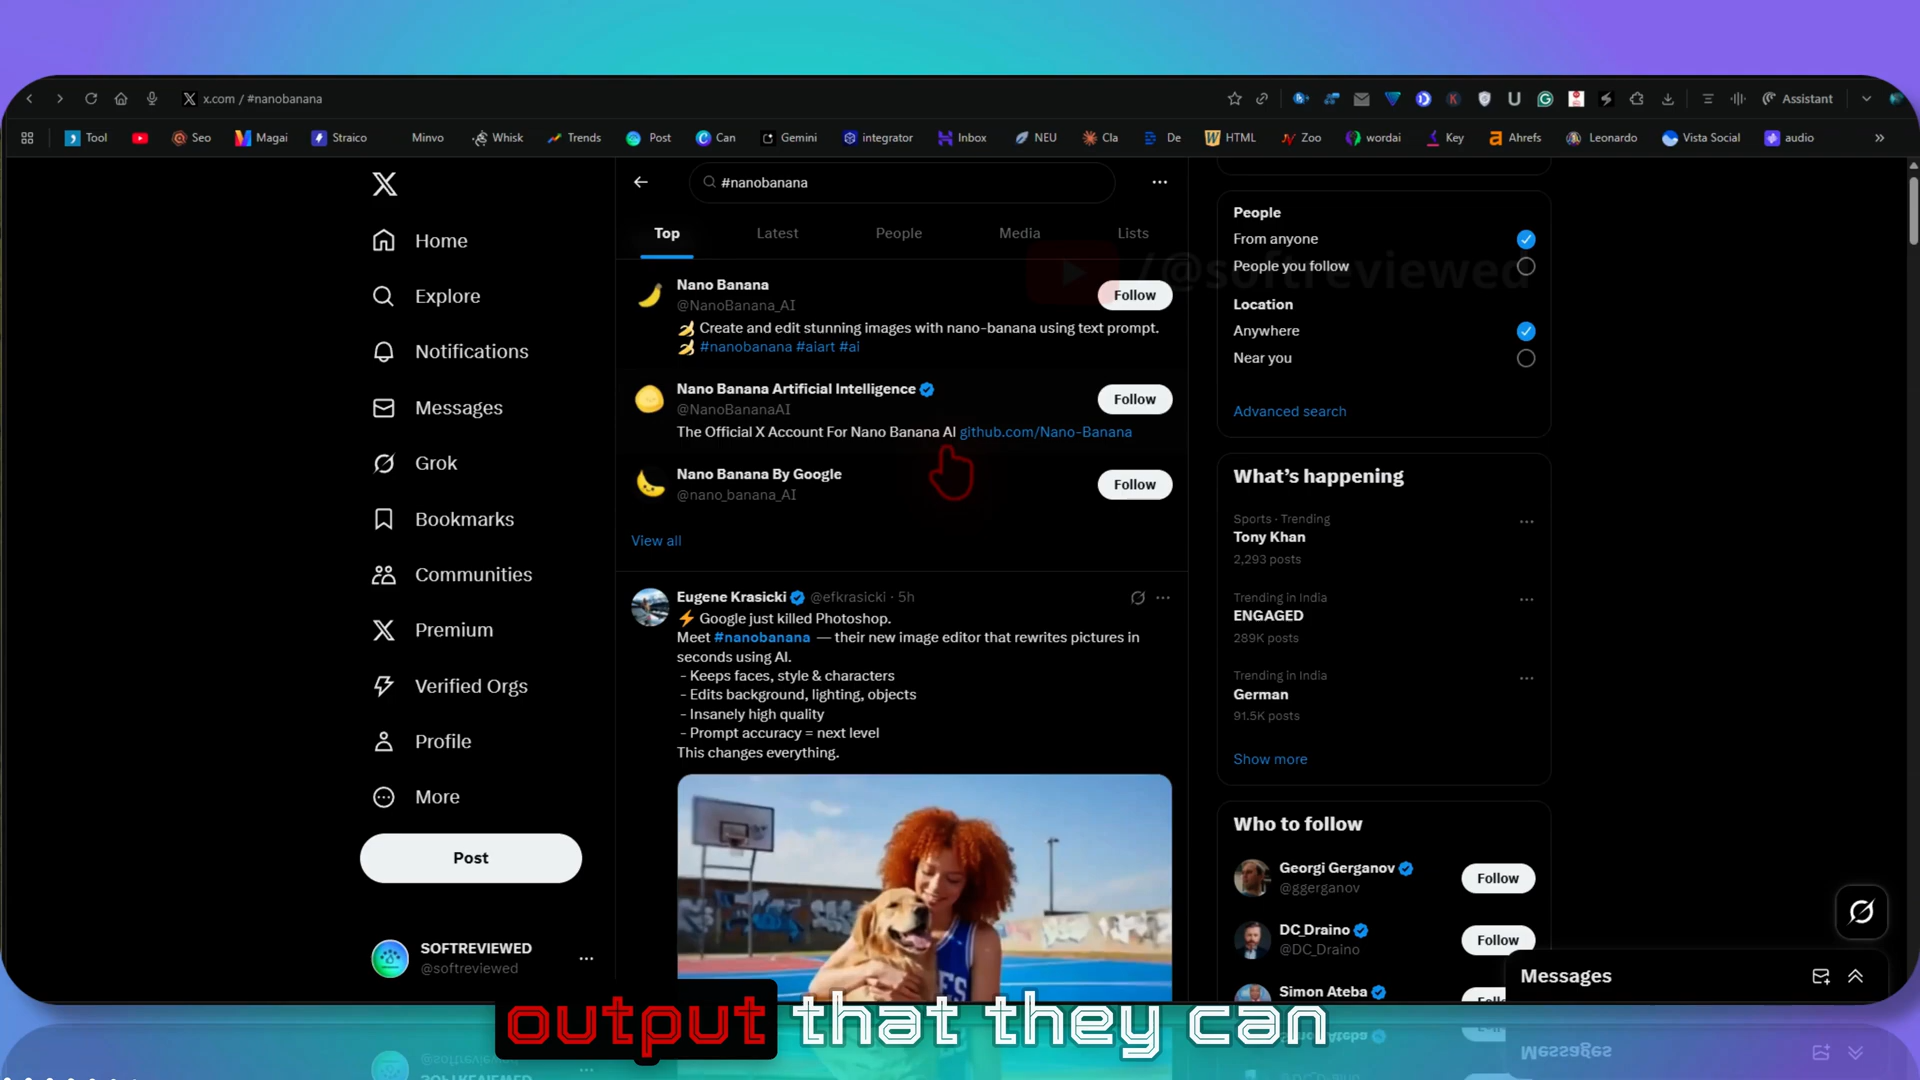 x.com / #nanobanana
Assistant
Tool
Seo
Magai
Straico
Minvo
Whisk
Trends
Post
Can
Gemini
integrator
Inbox
NEU
Cla
De
HTML
Zoo
wordai
Key
Ahrefs
Leonardo
Vista Social
audio
Home
Explore
Notifications
Messages
Grok
Bookmarks
Communities
Premium
Verified Orgs
Profile
More
Post
SOFTREVIEWED
@softreviewed
#nanobanana
Top
Latest
People
Media
Lists
Nano Banana
@NanoBanana_AI
Follow
🍌 Create and edit stunning images with nano-banana using text prompt.
🍌 #nanobanana #aiart #ai
Nano Banana Artificial Intelligence
@NanoBananaAI
Follow
The Official X Account For Nano Banana AI github.com/Nano-Banana
Nano Banana By Google
@nano_banana_AI
Follow
View all
Eugene Krasicki @efkrasicki · 5h
⚡ Google just killed Photoshop.
Meet #nanobanana — their new image editor that rewrites pictures in
seconds using AI.
- Keeps faces, style & characters
- Edits background, lighting, objects
- Insanely high quality
- Prompt accuracy = next level
This changes everything.
People
From anyone
People you follow
/@softreviewed
Location
Anywhere
Near you
Advanced search
What's happening
Sports · Trending
Tony Khan
2,293 posts
Trending in India
ENGAGED
289K posts
Trending in India
German
91.5K posts
Show more
Who to follow
Georgi Gerganov
@ggerganov
Follow
DC_Draino
@DC_Draino
Follow
Simon Ateba
Messages
output that they can